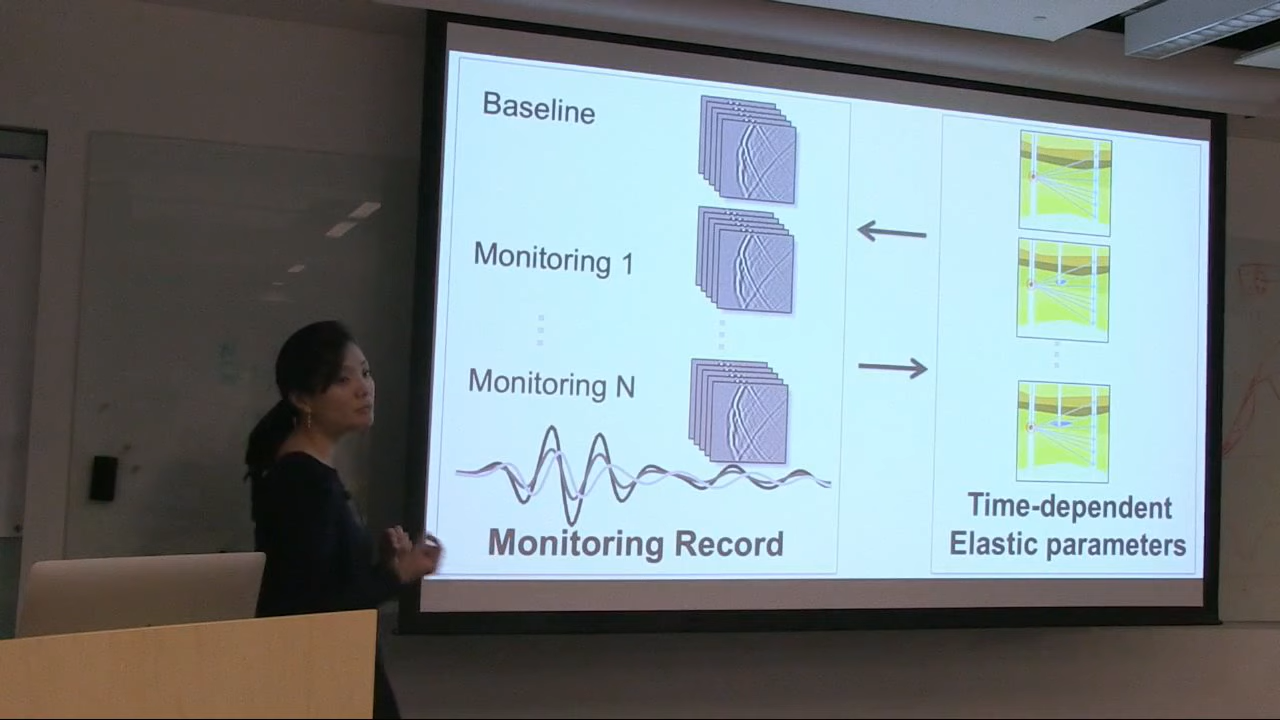 Baseline
Monitoring 1
Monitoring N
Monitoring Record
Time-dependent
Elastic parameters